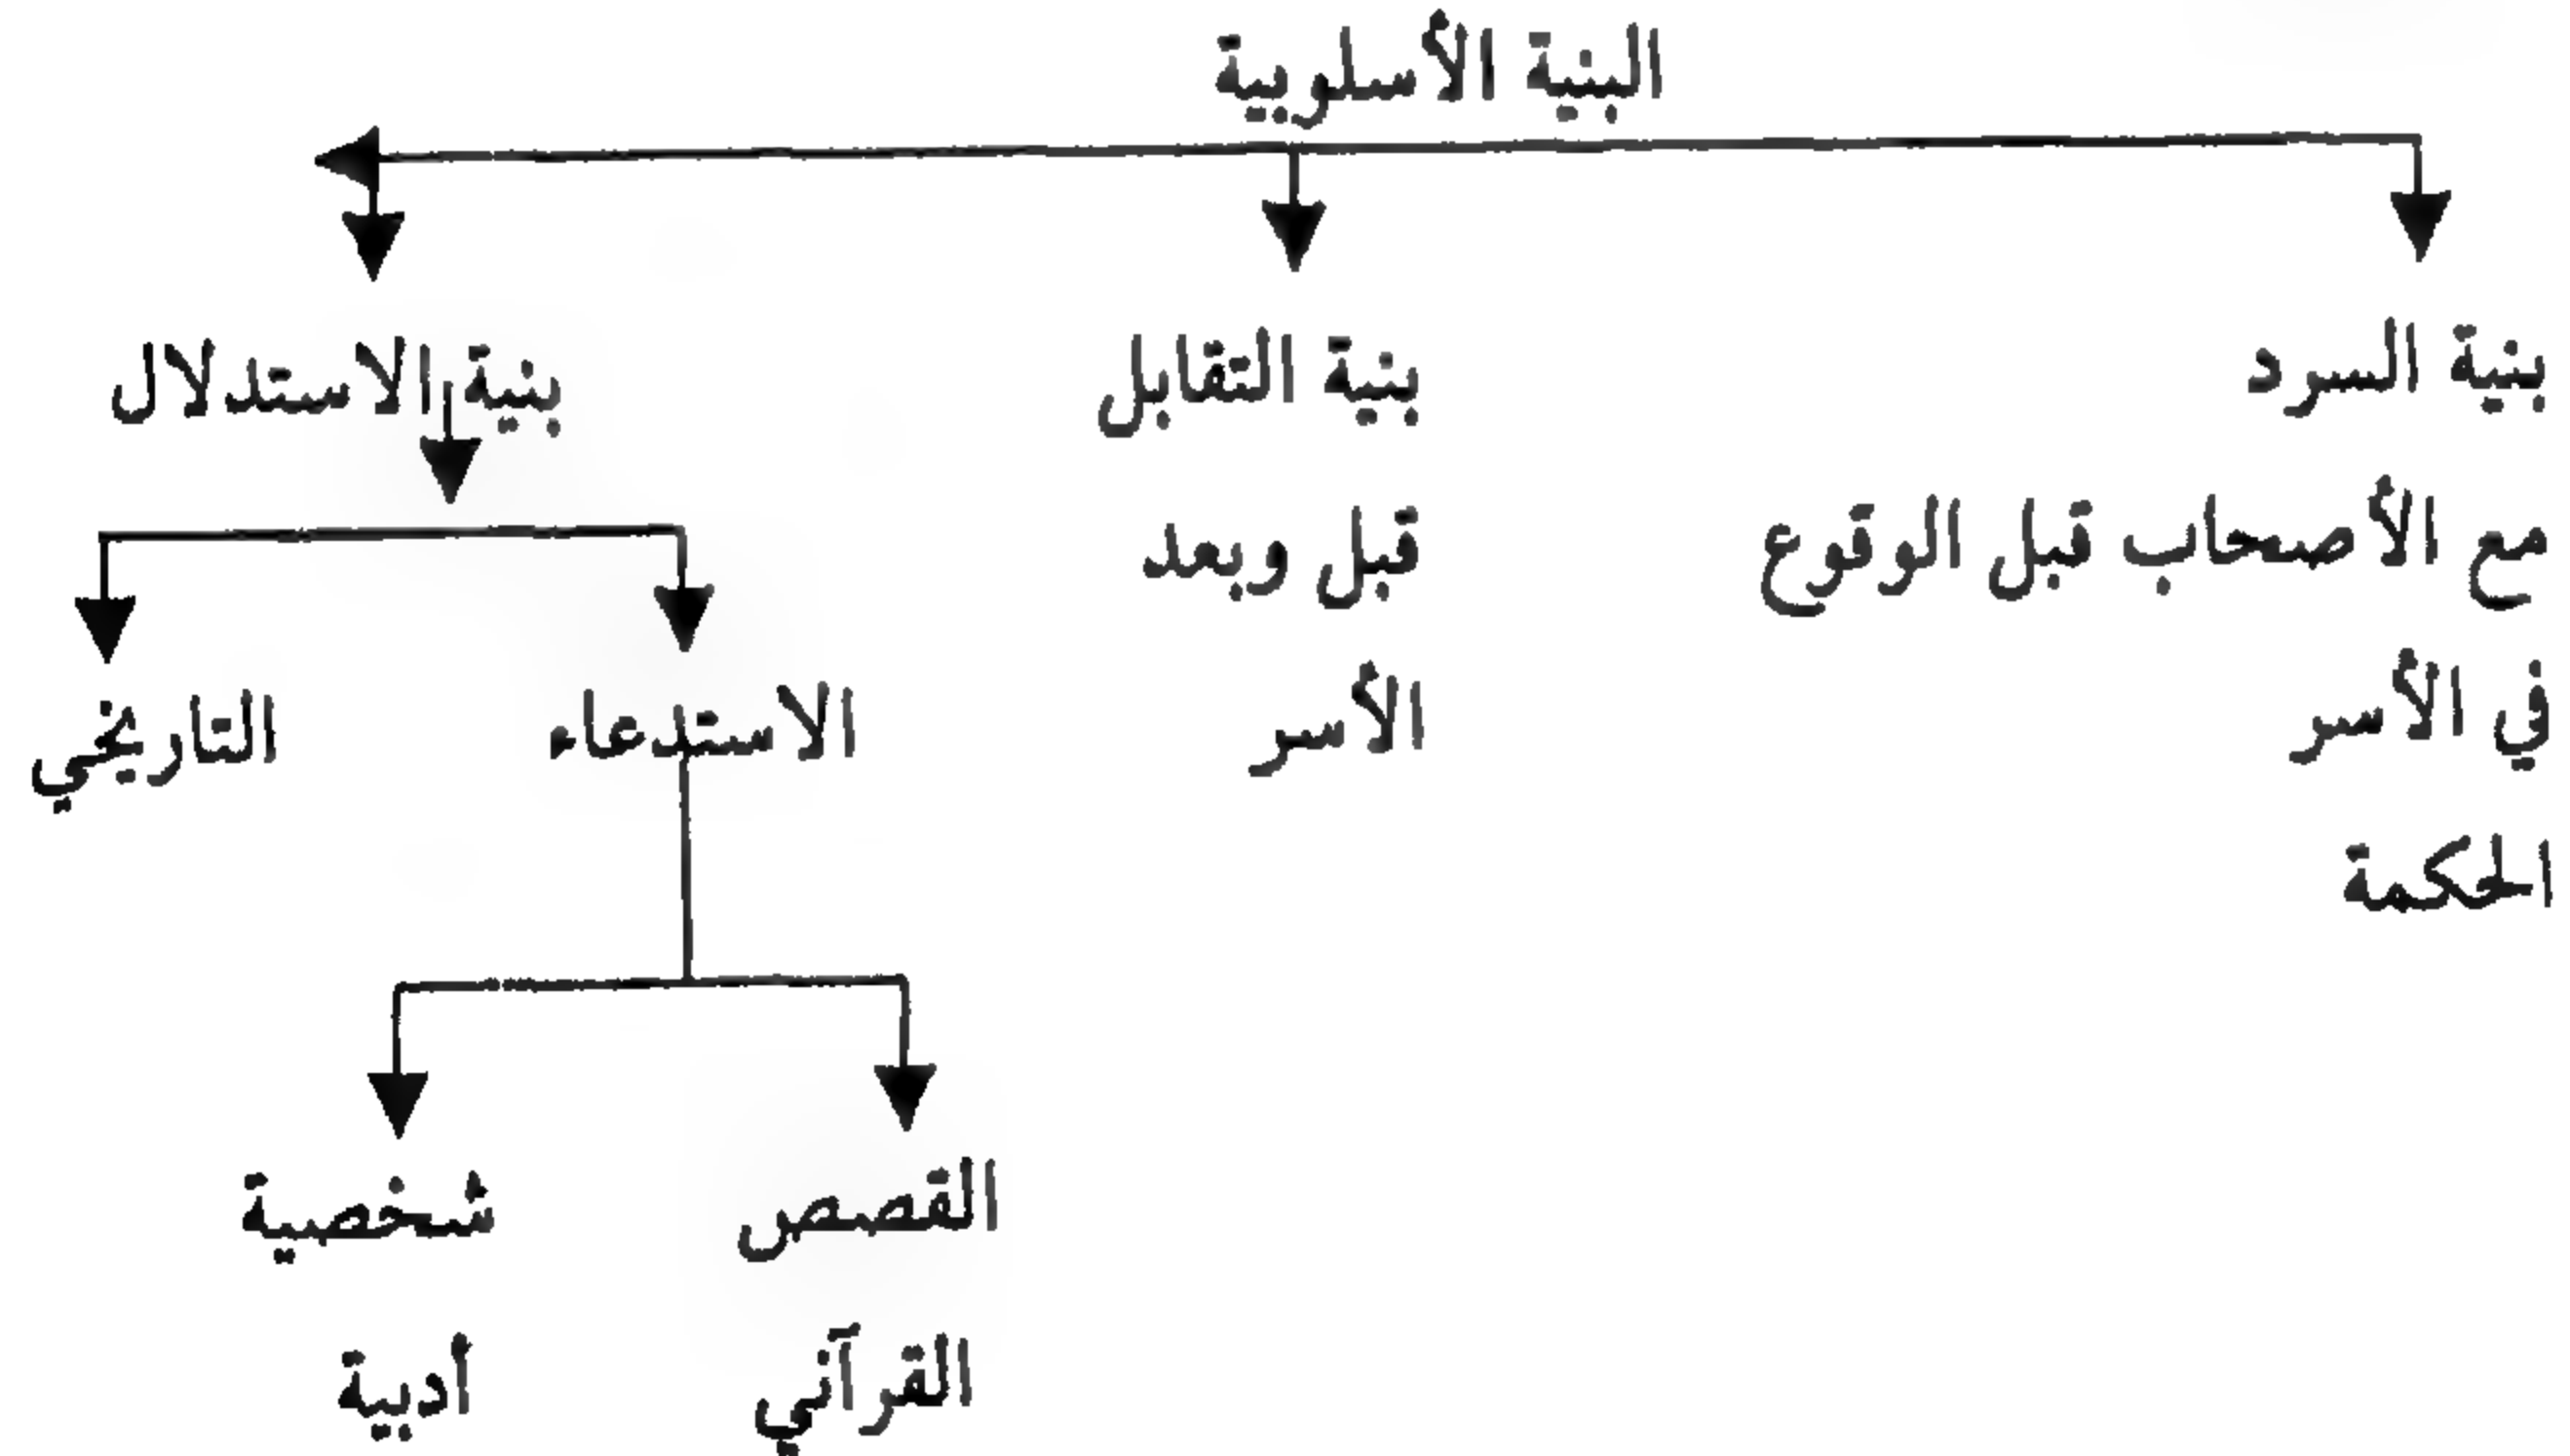 البنية الأسلوبية
بنية السرد
مع الأصحاب قبل الوقوع
في الأسر
الحكمة
بنية التقابل
قبل وبعد
الأسر
بنية الاستدلال
الاستدعاء
التاريخي
القصص
القرآني
شخصية
أدبية